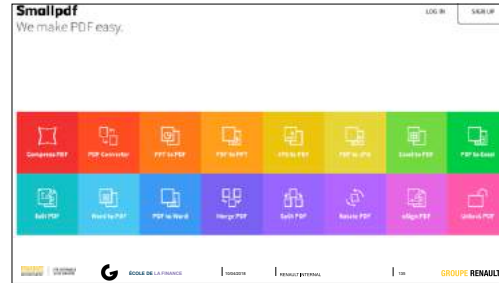 Smallpdf
LOG IN
SIGN UP
We make PDF easy.
Compress PDF
PDF Converter
PPT to PDF
PDF to PPT
JPG to PDF
PDF to JPG
Excel to PDF
PDF to Excel
Edit PDF
Word to PDF
PDF to Word
Merge PDF
Split PDF
Rotate PDF
eSign PDF
Unlock PDF
ÉCOLE DE LA FINANCE
RENAULT INTERNAL
GROUPE RENAULT